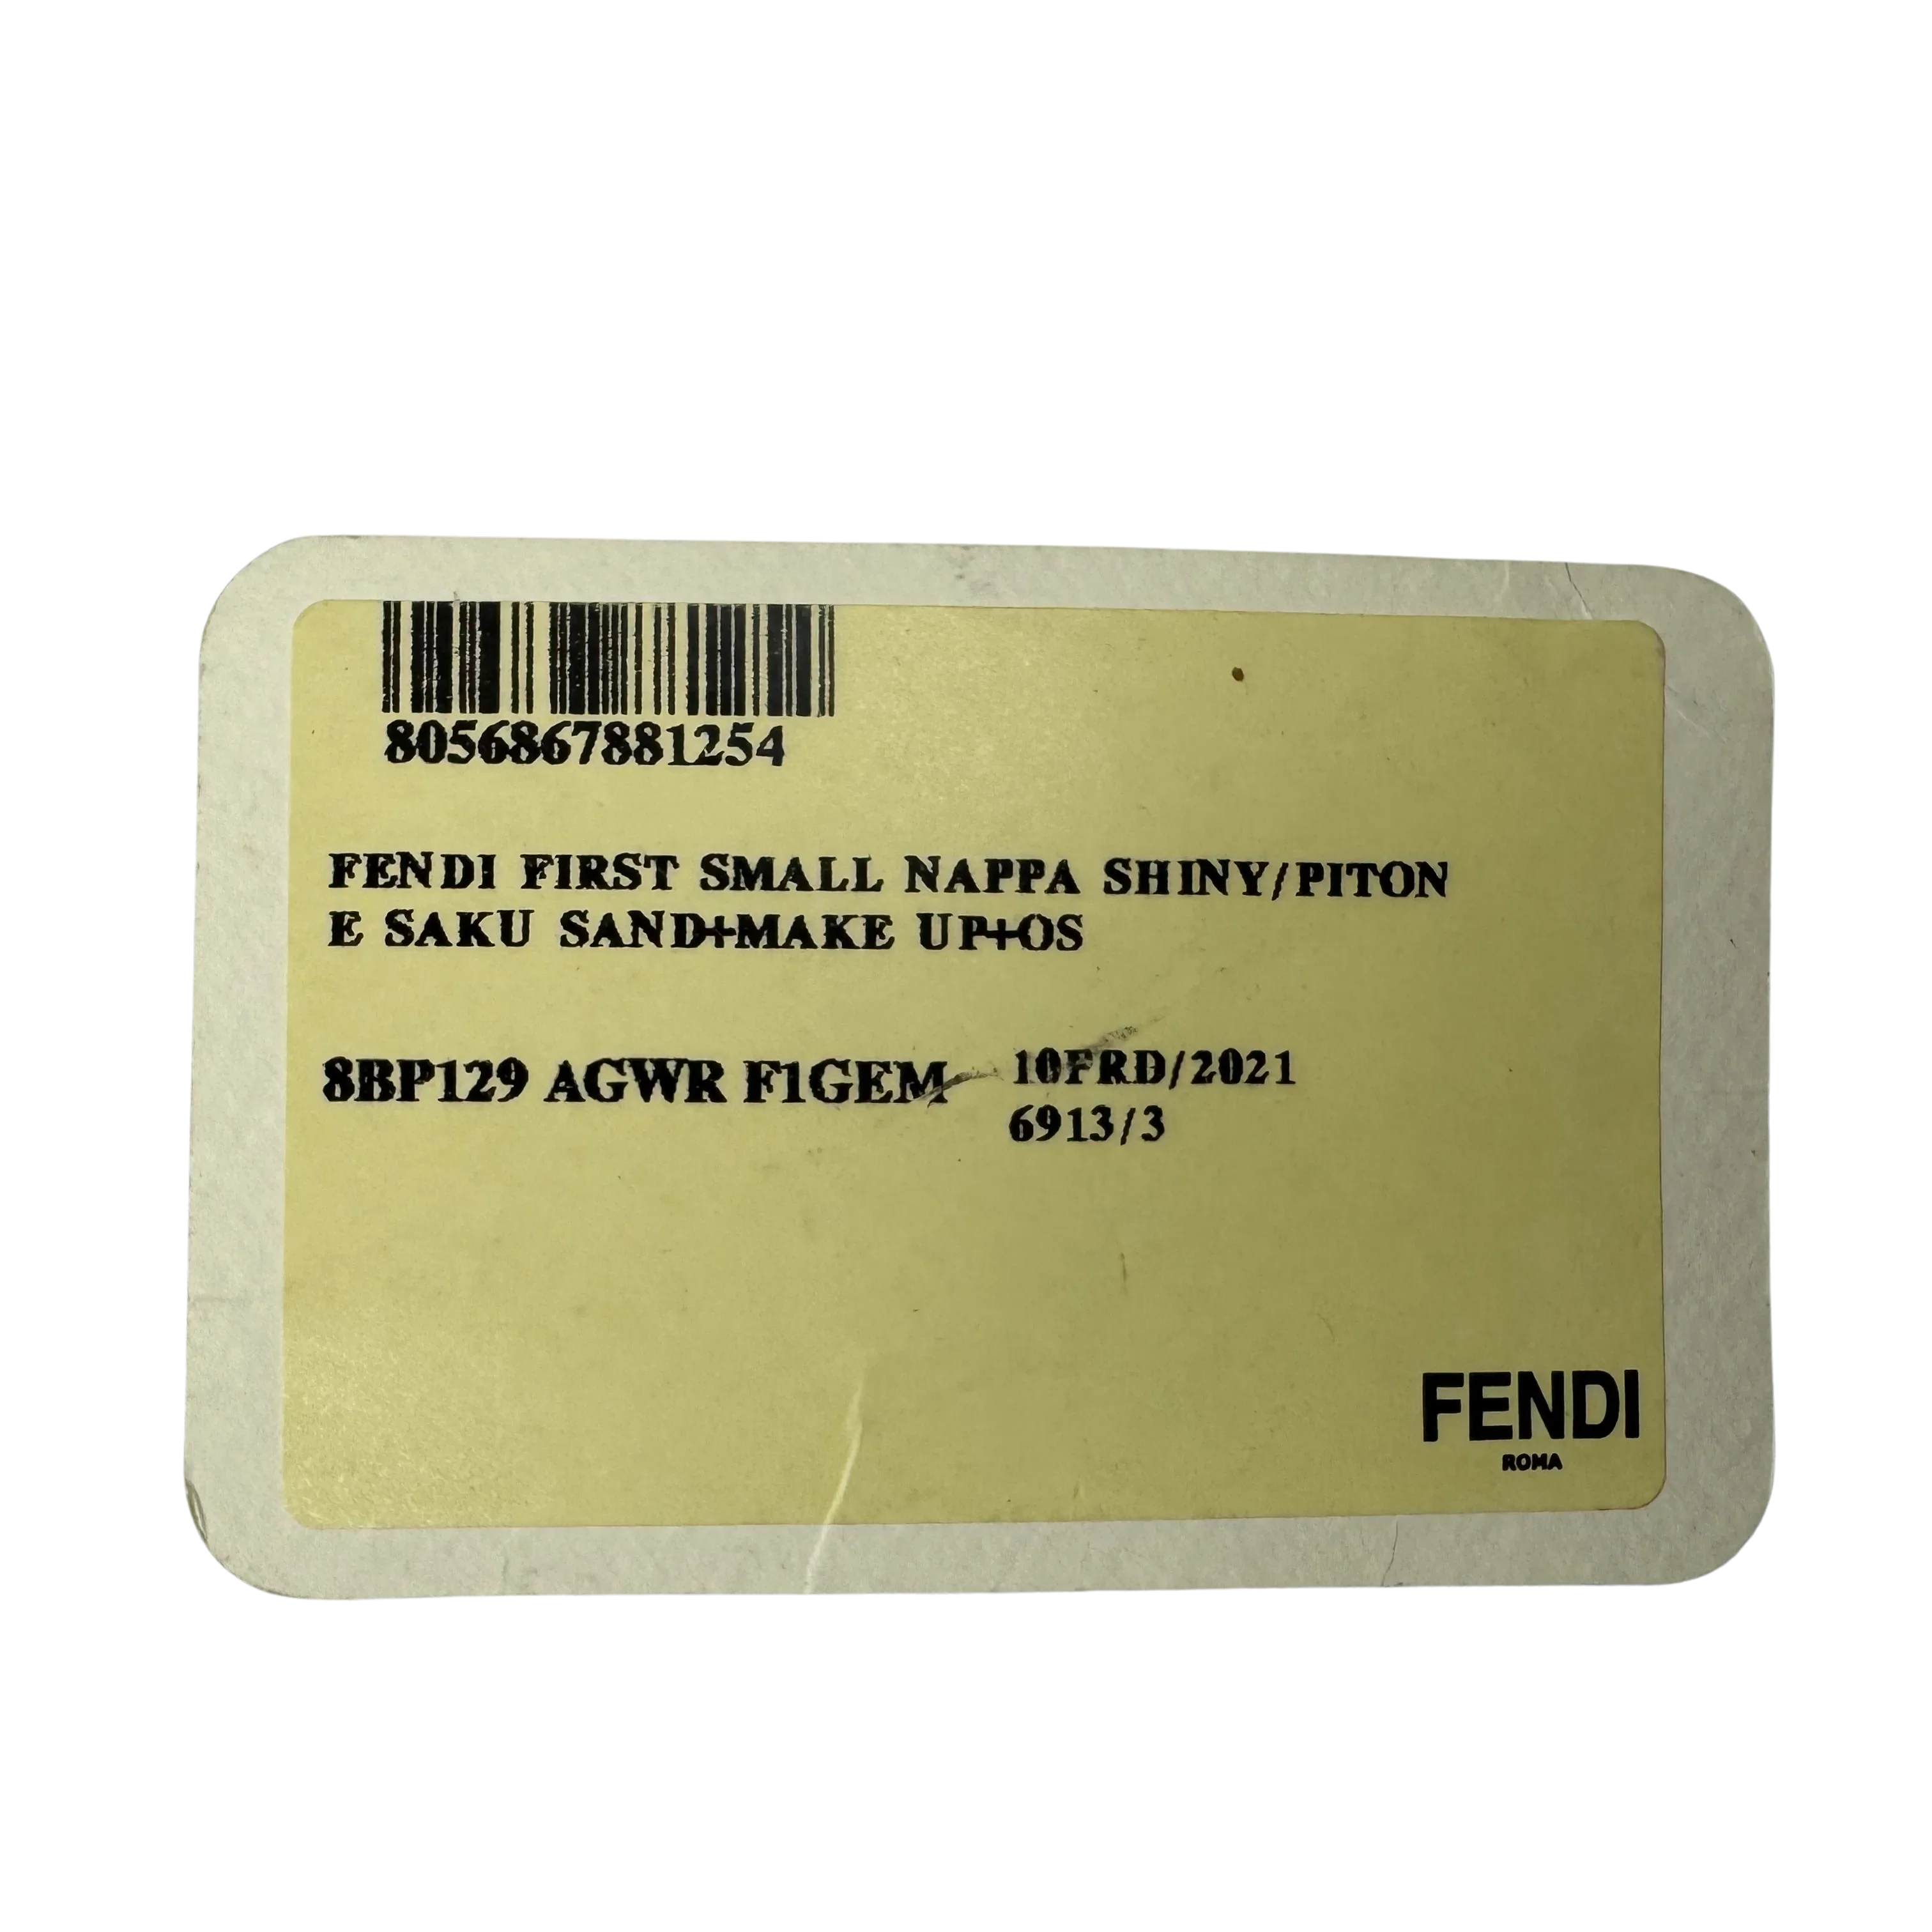 8056867881254
FENDI FIRST SMALL NAPPA SHINY/PITON
E SAKU SAND+MAKE UP+OS
8BP129 AGWR F1GEM
10FRD/2021
6913/3
FENDI
ROMA